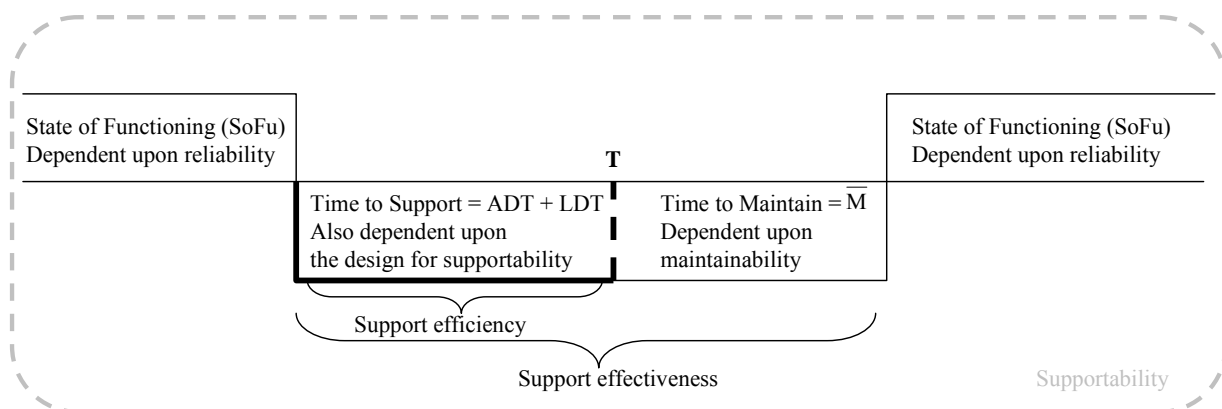 State of Functioning (SoFu)
Dependent upon reliability
T
Time to Support = ADT + LDT
Also dependent upon
the design for supportability
Time to Maintain = M̅
Dependent upon
maintainability
State of Functioning (SoFu)
Dependent upon reliability
Support efficiency
Support effectiveness
Supportability